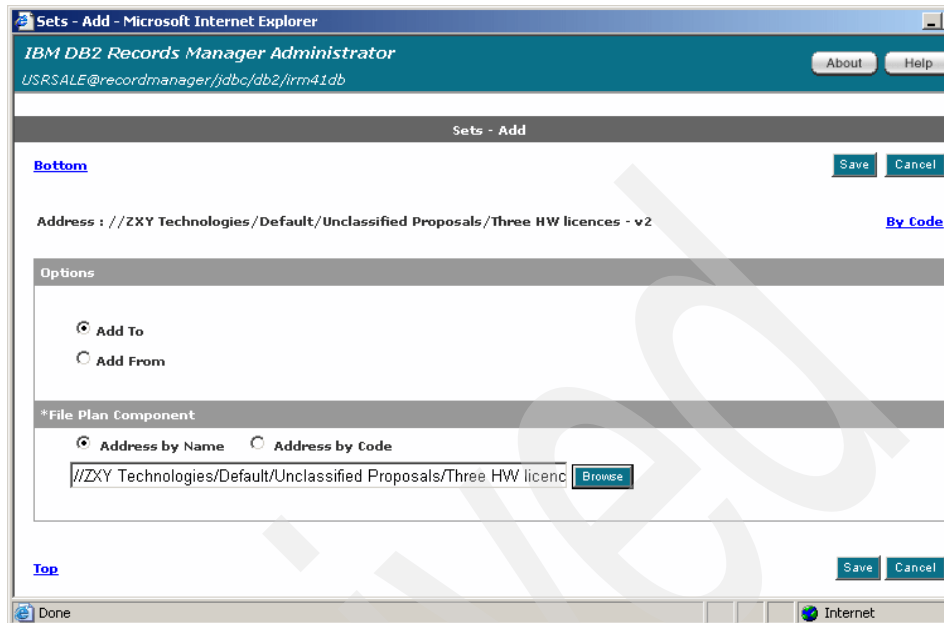 Sets - Add - Microsoft Internet Explorer
IBM DB2 Records Manager Administrator
USRSALE@recordmanager/jdbc/db2/irm41db
About Help
Sets - Add
Bottom Save Cancel
Address : //ZXY Technologies/Default/Unclassified Proposals/Three HW licences - v2 By Code
Options
Add To
Add From
*File Plan Component
Address by Name Address by Code
//ZXY Technologies/Default/Unclassified Proposals/Three HW licenc Browse
Top Save Cancel
Done Internet